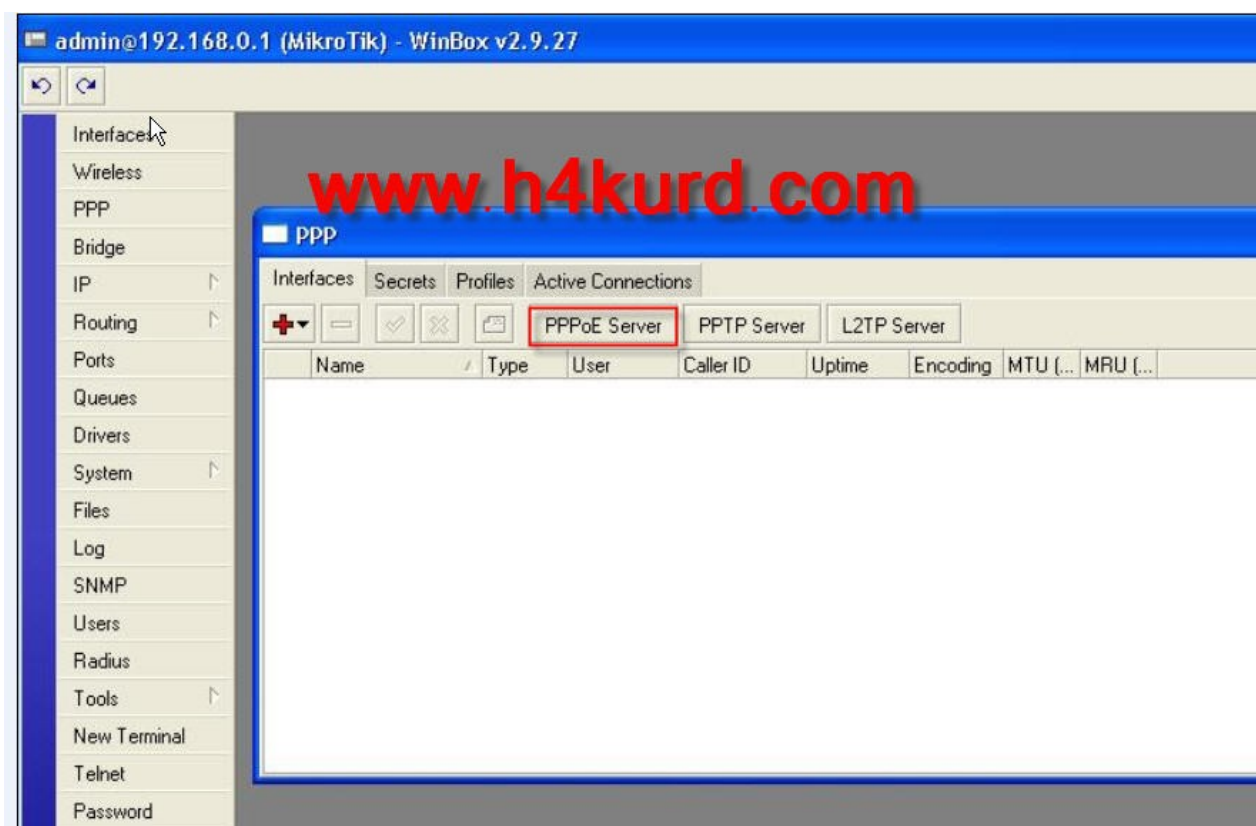 admin@192.168.0.1 (MikroTik) - WinBox v2.9.27
Interfaces
Wireless
PPP
Bridge
IP
Routing
Ports
Queues
Drivers
System
Files
Log
SNMP
Users
Radius
Tools
New Terminal
Telnet
Password
www.h4kurd.com
PPP
Interfaces Secrets Profiles Active Connections
PPPoE Server PPTP Server L2TP Server
Name Type User Caller ID Uptime Encoding MTU (... MRU (...